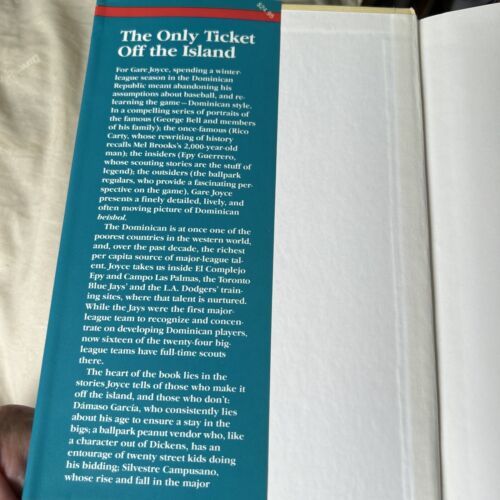 $24.95
The Only Ticket
Off the Island
For Gare Joyce, spending a winter-
league season in the Dominican
Republic meant abandoning his
assumptions about baseball, and re-
learning the game—Dominican style.
In a compelling series of portraits of
the famous (George Bell and members
of his family); the once-famous (Rico
Carty, whose rewriting of history
recalls Mel Brooks's 2,000-year-old
man); the insiders (Epy Guerrero,
whose scouting stories are the stuff of
legend); the outsiders (the ballpark
regulars, who provide a fascinating per-
spective on the game), Gare Joyce
presents a finely detailed, lively, and
often moving picture of Dominican
beisbol.
The Dominican is at once one of the
poorest countries in the western world,
and, over the past decade, the richest
per capita source of major-league tal-
ent. Joyce takes us inside El Complejo
Epy and Campo Las Palmas, the Toronto
Blue Jays' and the L.A. Dodgers' train-
ing sites, where that talent is nurtured.
While the Jays were the first major-
league team to recognize and concen-
trate on developing Dominican players,
now sixteen of the twenty-four big-
league teams have full-time scouts
there.
The heart of the book lies in the
stories Joyce tells of those who make it
off the island, and those who don't:
Dámaso García, who consistently lies
about his age to ensure a stay in the
bigs; a ballpark peanut vendor who, like
a character out of Dickens, has an
entourage of twenty street kids doing
his bidding; Silvestre Campusano,
whose rise and fall in the major